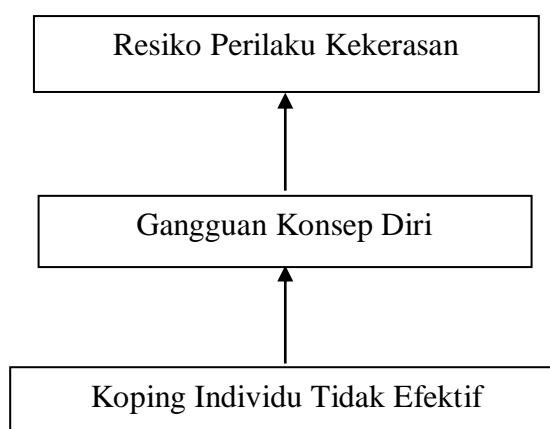 Resiko Perilaku Kekerasan
Gangguan Konsep Diri
Koping Individu Tidak Efektif